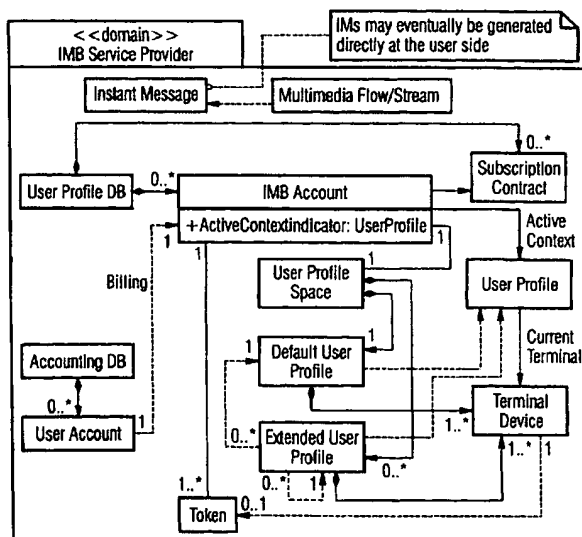 <<domain>>
IMB Service Provider
IMs may eventually be generated
directly at the user side
Instant Message
Multimedia Flow/Stream
0..*
User Profile DB
0..*
IMB Account
Subscription
Contract
+ActiveContextindicator: UserProfile
Active
Context
1
1
1
1
Billing
User Profile
Space
User Profile
Accounting DB
1
1
Default User
Profile
Current
Terminal
0..*
User Account
1
0..*
Extended User
Profile
1..*
Terminal
Device
1..*
1
0..*
1
0..*
1..*
0..1
Token